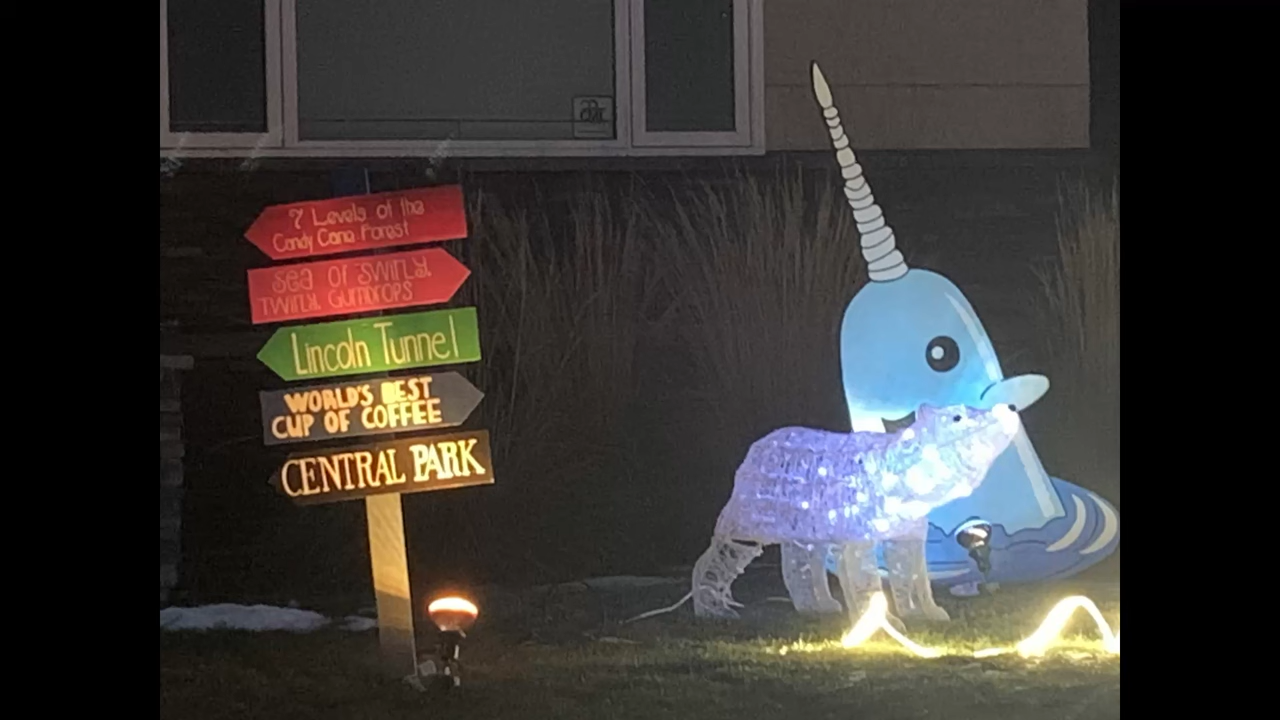 7 Levels of the
Candy Cane Forest
SEA OF SWIRLY,
TWIRLY, GUMDROPS
Lincoln Tunnel
WORLD'S BEST
CUP OF COFFEE
CENTRAL PARK